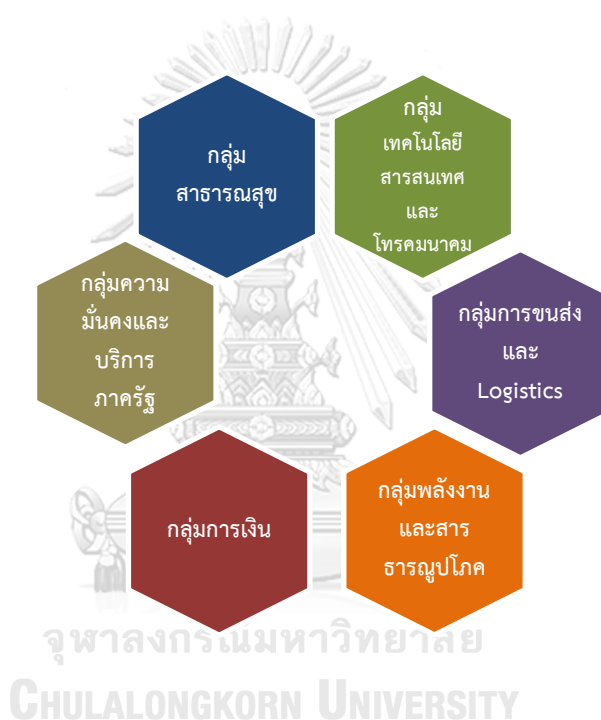 กลุ่ม
สาธารณสุข
กลุ่ม
เทคโนโลยี
สารสนเทศ
และ
โทรคมนาคม
กลุ่มความ
มั่นคงและ
บริการ
ภาครัฐ
กลุ่มการขนส่ง
และ
Logistics
กลุ่มการเงิน
กลุ่มพลังงาน
และสาร
ธารณูปโภค
จุฬาลงกรณ์มหาวิทยาลัย
CHULALONGKORN UNIVERSITY